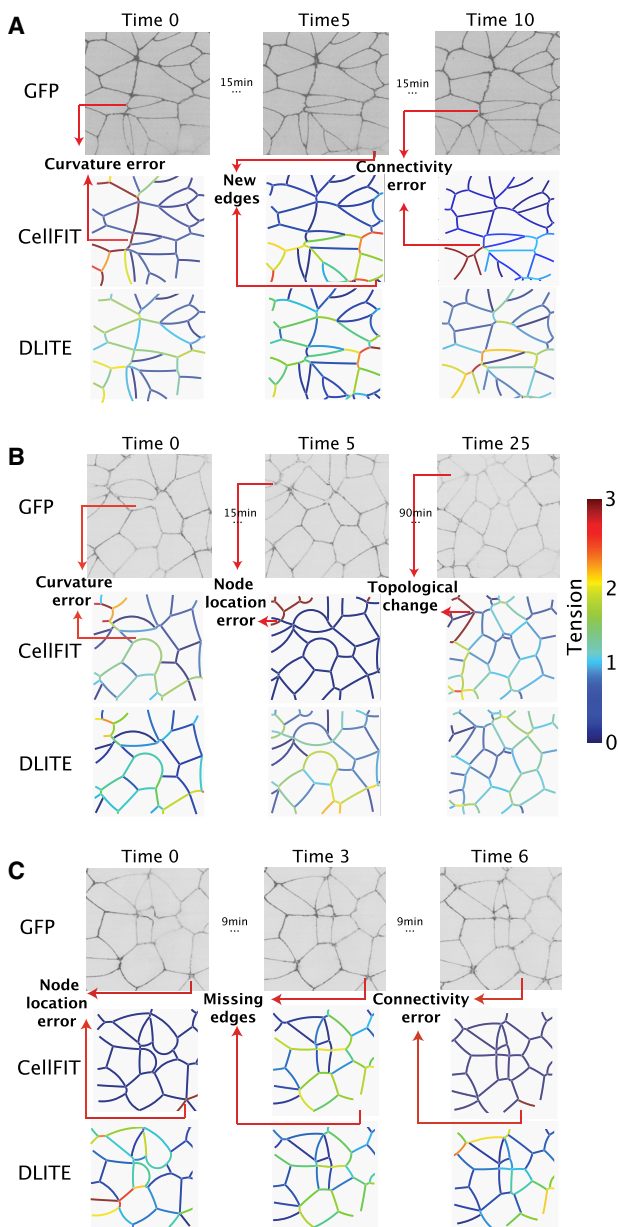 A
Time 0
Time5
Time 10
GFP
15min
...
15min
...
Curvature error
New
edges
Connectivity
error
CellFIT
DLITE
B
Time 0
Time 5
Time 25
GFP
15min
...
90min
...
Curvature
error
Node
location
error
Topological
change
CellFIT
DLITE
3
2
1
0
Tension
C
Time 0
Time 3
Time 6
GFP
9min
...
9min
...
Node
location
error
Missing
edges
Connectivity
error
CellFIT
DLITE